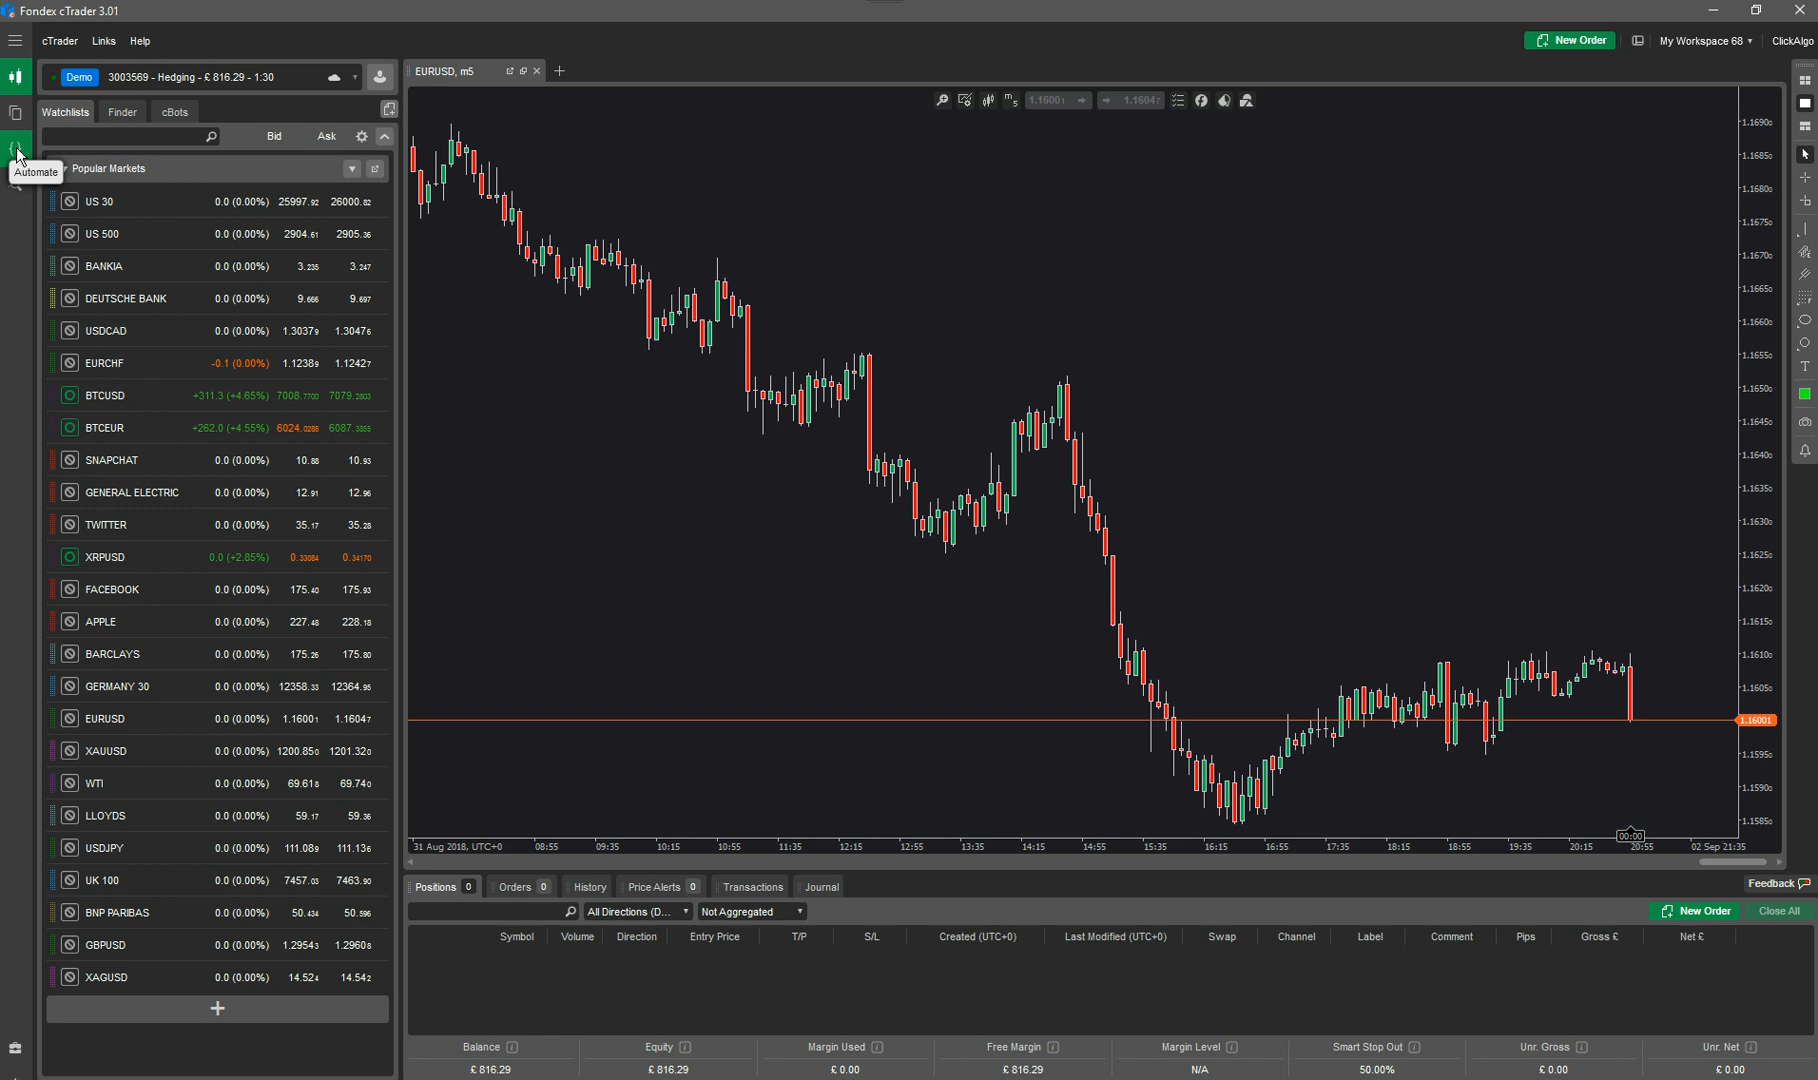 Fondex cTrader 3.01
cTrader Links Help
New Order
My Workspace 68
ClickAlgo
Demo 3003569 - Hedging - £ 816.29 - 1:30
EURUSD, m5
m5 1.16001 1.16047
Watchlists Finder cBots
Bid Ask
Automate
Popular Markets
US 30 0.0 (0.00%) 25997.92 26000.82
US 500 0.0 (0.00%) 2904.61 2905.36
BANKIA 0.0 (0.00%) 3.235 3.247
DEUTSCHE BANK 0.0 (0.00%) 9.666 9.697
USDCAD 0.0 (0.00%) 1.30379 1.30476
EURCHF -0.1 (0.00%) 1.12389 1.12427
BTCUSD +311.3 (+4.65%) 7008.7700 7079.2803
BTCEUR +262.0 (+4.55%) 6024.0285 6087.3355
SNAPCHAT 0.0 (0.00%) 10.88 10.93
GENERAL ELECTRIC 0.0 (0.00%) 12.91 12.96
TWITTER 0.0 (0.00%) 35.17 35.28
XRPUSD 0.0 (+2.85%) 0.33084 0.34170
FACEBOOK 0.0 (0.00%) 175.40 175.93
APPLE 0.0 (0.00%) 227.48 228.18
BARCLAYS 0.0 (0.00%) 175.26 175.80
GERMANY 30 0.0 (0.00%) 12358.33 12364.95
EURUSD 0.0 (0.00%) 1.16001 1.16047
XAUUSD 0.0 (0.00%) 1200.850 1201.320
WTI 0.0 (0.00%) 69.618 69.740
LLOYDS 0.0 (0.00%) 59.17 59.36
USDJPY 0.0 (0.00%) 111.089 111.136
UK 100 0.0 (0.00%) 7457.03 7463.90
BNP PARIBAS 0.0 (0.00%) 50.434 50.596
GBPUSD 0.0 (0.00%) 1.29543 1.29608
XAGUSD 0.0 (0.00%) 14.524 14.542
+
1.16900
1.16850
1.16800
1.16750
1.16700
1.16650
1.16600
1.16550
1.16500
1.16450
1.16400
1.16350
1.16300
1.16250
1.16200
1.16150
1.16100
1.16050
1.16001
1.15950
1.15900
1.15850
T
00:00
31 Aug 2018, UTC+0 08:55 09:35 10:15 10:55 11:35 12:15 12:55 13:35 14:15 14:55 15:35 16:15 16:55 17:35 18:15 18:55 19:35 20:15 20:55 02 Sep 21:35
Positions 0 Orders 0 History Price Alerts 0 Transactions Journal
Feedback
All Directions (D... Not Aggregated
New Order Close All
Symbol Volume Direction Entry Price T/P S/L Created (UTC+0) Last Modified (UTC+0) Swap Channel Label Comment Pips Gross £ Net £
Balance Equity Margin Used Free Margin Margin Level Smart Stop Out Unr. Gross Unr. Net
£ 816.29 £ 816.29 £ 0.00 £ 816.29 N/A 50.00% £ 0.00 £ 0.00